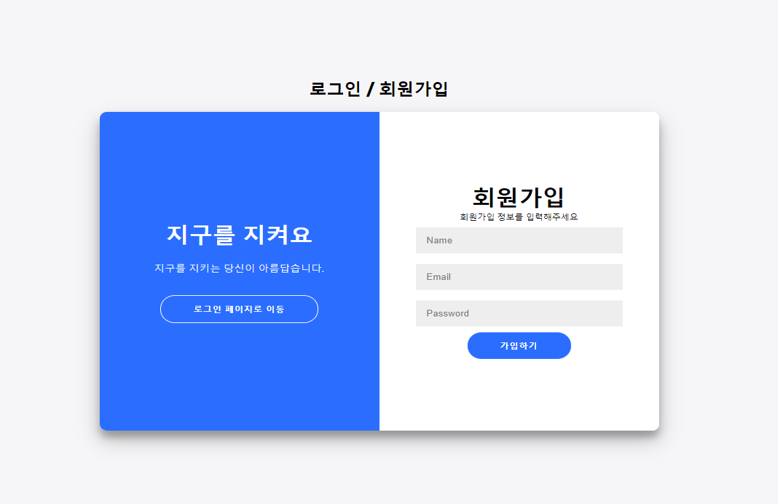 로그인 / 회원가입
지구를 지켜요
지구를 지키는 당신이 아름답습니다.
로그인 페이지로 이동
회원가입
회원가입 정보를 입력해주세요
Name
Email
Password
가입하기